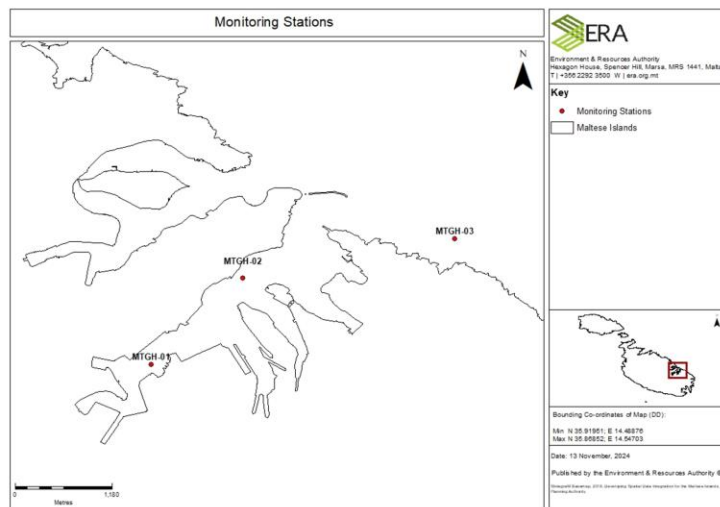 Monitoring Stations
ERA
Environment & Resources Authority
Hexagon House, Spencer Hill, Marsa, MRS 1441, Malta
T | +356 2292 3500 W | era.org.mt
Key
Monitoring Stations
Maltese Islands
N
MTGH-03
MTGH-02
MTGH-01
Bounding Co-ordinates of Map (DD):
Min N 35.91951; E 14.48876
Max N 35.86852; E 14.54703
Date: 13 November, 2024
Published by the Environment & Resources Authority ©
0 1,180
Metres